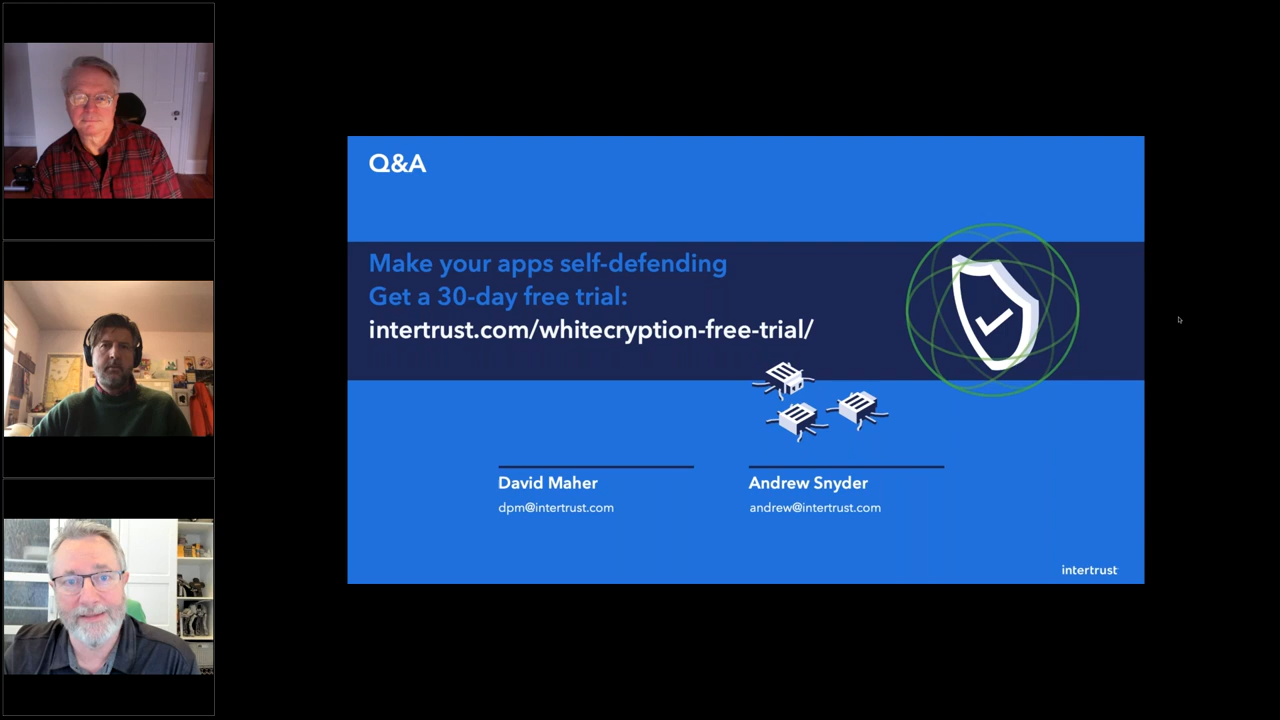 Q&A
Make your apps self-defending
Get a 30-day free trial:
intertrust.com/whitecryption-free-trial/
David Maher
dpm@intertrust.com
Andrew Snyder
andrew@intertrust.com
intertrust